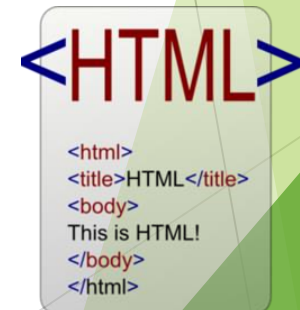 <HTML>
<html>
<title>HTML</title>
<body>
This is HTML!
</body>
</html>